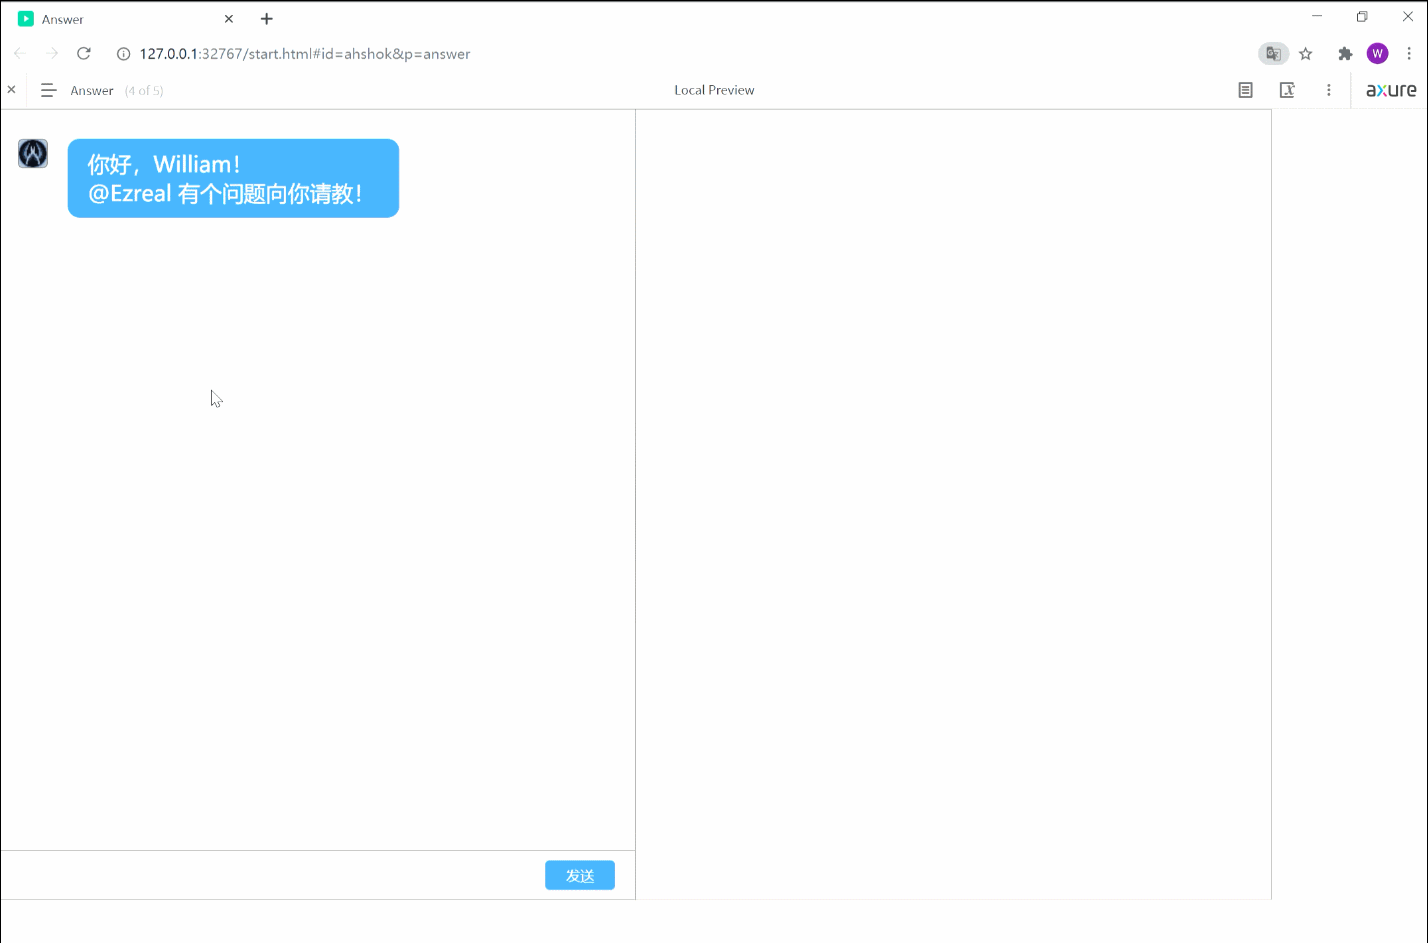 Answer
127.0.0.1:32767/start.html#id=ahshok&p=answer
W
Answer (4 of 5)
Local Preview
axure
你好，William！
@Ezreal 有个问题向你请教！
发送